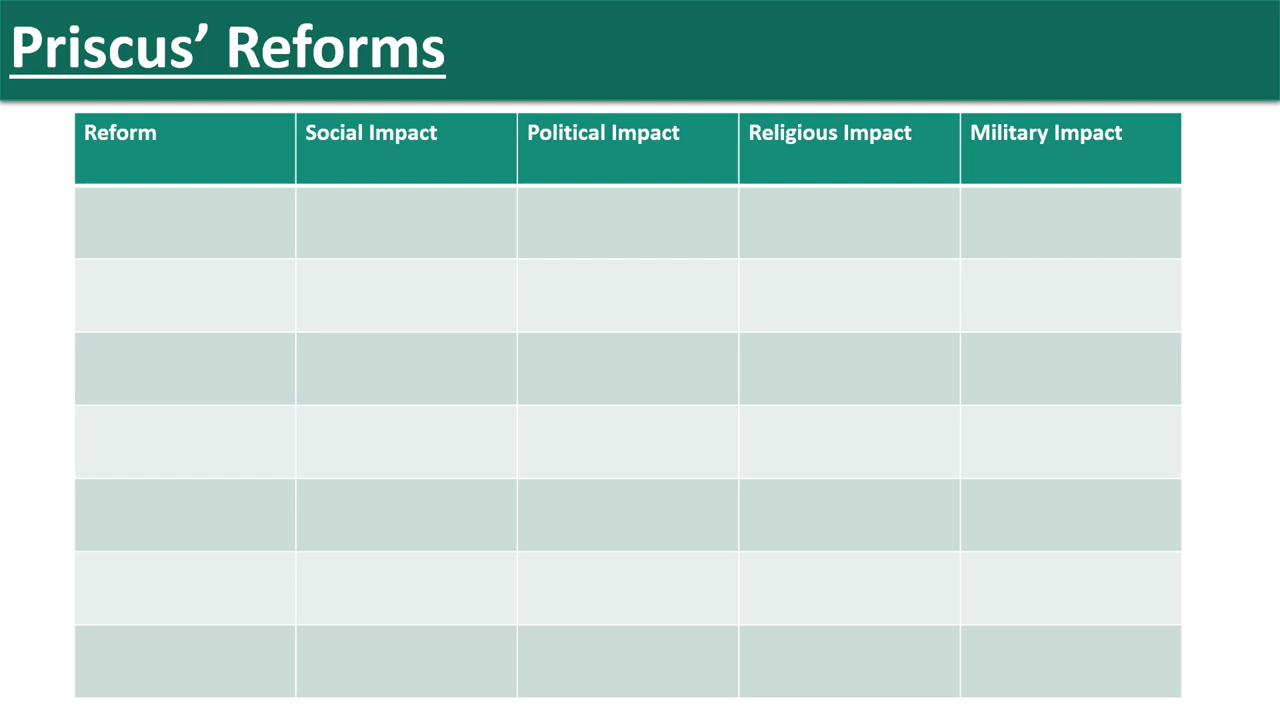 Priscus’ Reforms
Reform Social Impact Political Impact Religious Impact Military Impact